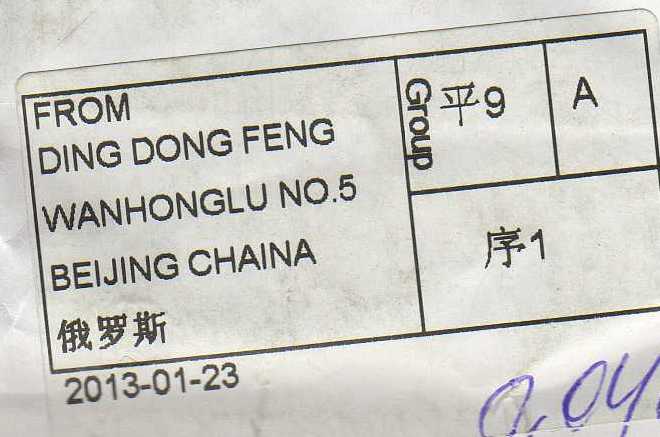 FROM
DING DONG FENG
WANHONGLU NO.5
BEIJING CHAINA
俄罗斯
2013-01-23
Group
平9
A
序1